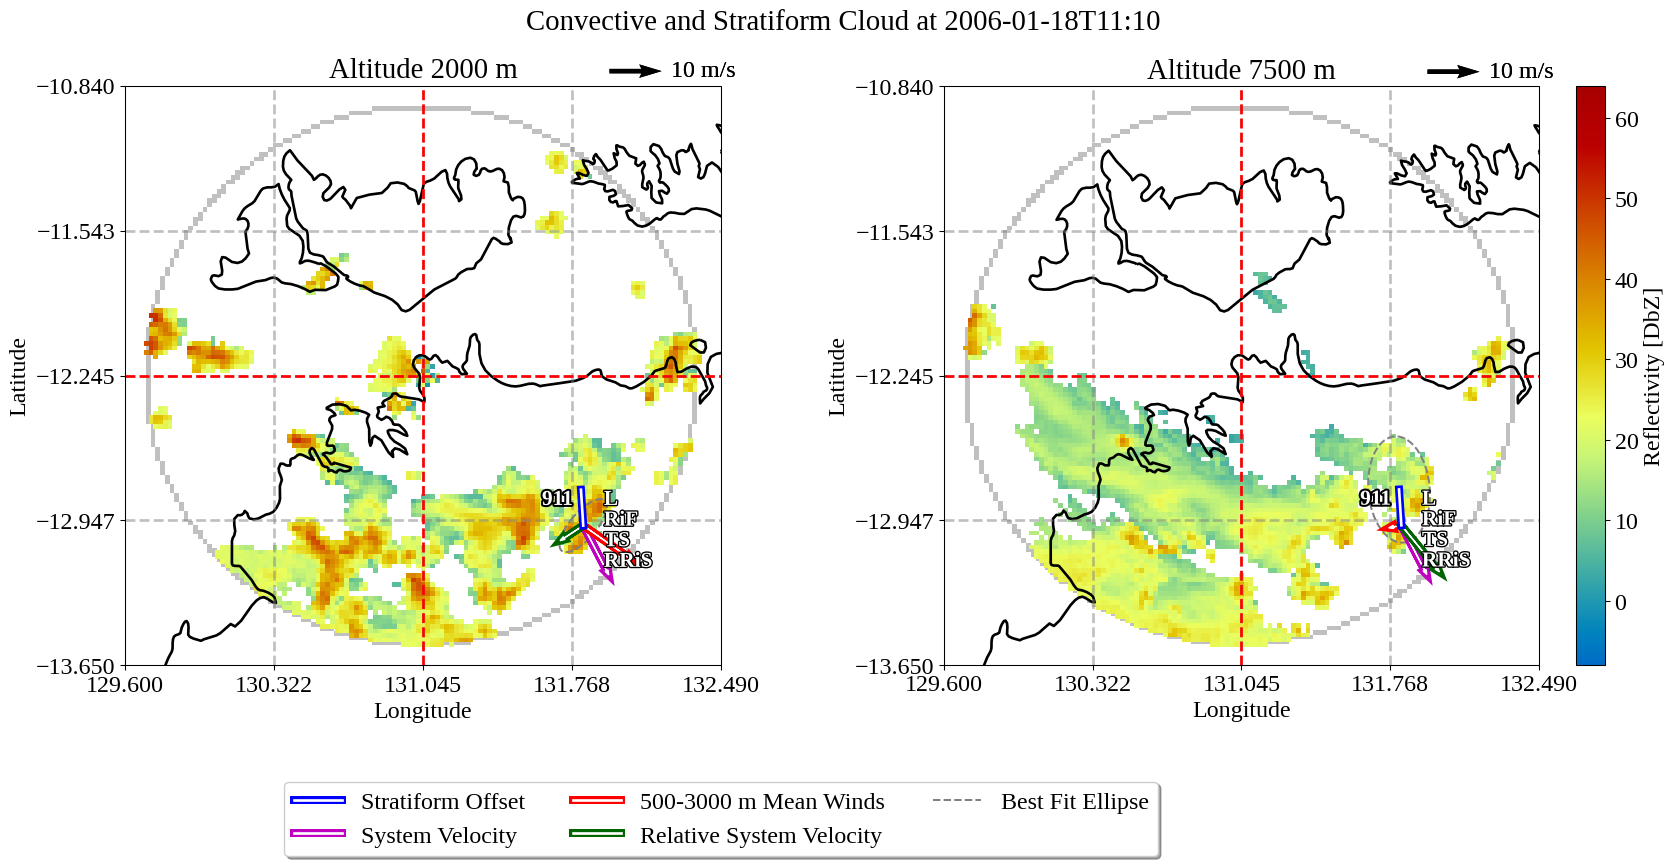 Convective and Stratiform Cloud at 2006-01-18T11:10
Altitude 2000 m
10 m/s
Altitude 7500 m
10 m/s
−10.840
−11.543
−12.245
−12.947
−13.650
Latitude
129.600
130.322
131.045
131.768
132.490
Longitude
911
L
RiF
TS
RRiS
−10.840
−11.543
−12.245
−12.947
−13.650
Latitude
129.600
130.322
131.045
131.768
132.490
Longitude
911
L
RiF
TS
RRiS
60
50
40
30
20
10
0
Reflectivity [DbZ]
Stratiform Offset
System Velocity
500-3000 m Mean Winds
Relative System Velocity
Best Fit Ellipse